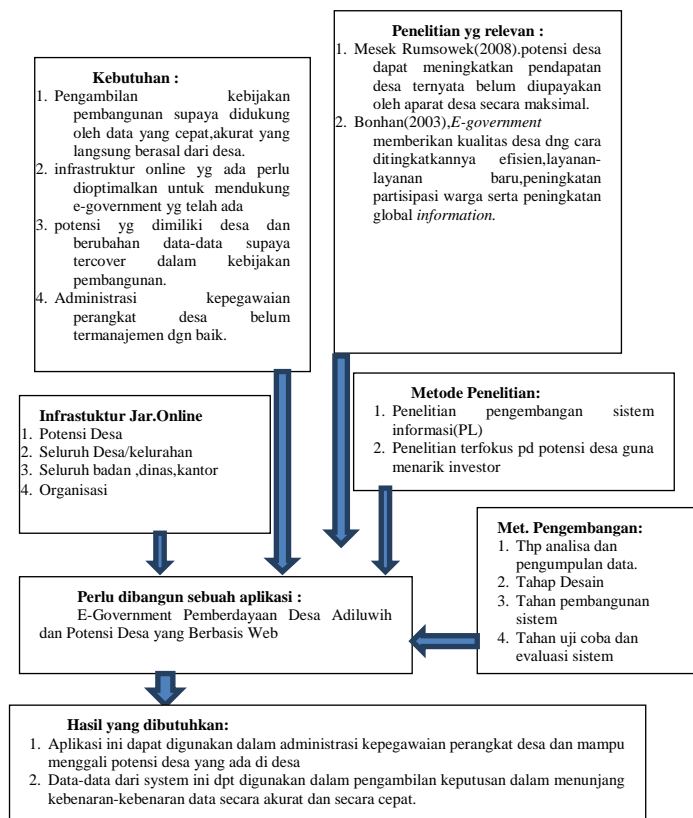 Kebutuhan :
1. Pengambilan kebijakan
pembangunan supaya didukung
oleh data yang cepat,akurat yang
langsung berasal dari desa.
2. infrastruktur online yg ada perlu
dioptimalkan untuk mendukung
e-government yg telah ada
3. potensi yg dimiliki desa dan
berubahan data-data supaya
tercover dalam kebijakan
pembangunan.
4. Administrasi kepegawaian
perangkat desa belum
termanajemen dgn baik.
Penelitian yg relevan :
1. Mesek Rumsowek(2008).potensi desa
dapat meningkatkan pendapatan
desa ternyata belum diupayakan
oleh aparat desa secara maksimal.
2. Bonhan(2003),E-government
memberikan kualitas desa dng cara
ditingkatkannya efisien,layanan-
layanan baru,peningkatan
partisipasi warga serta peningkatan
global information.
Infrastuktur Jar.Online
1. Potensi Desa
2. Seluruh Desa/kelurahan
3. Seluruh badan ,dinas,kantor
4. Organisasi
Metode Penelitian:
1. Penelitian pengembangan sistem
informasi(PL)
2. Penelitian terfokus pd potensi desa guna
menarik investor
Met. Pengembangan:
1. Thp analisa dan
pengumpulan data.
2. Tahap Desain
3. Tahan pembangunan
sistem
4. Tahan uji coba dan
evaluasi sistem
Perlu dibangun sebuah aplikasi :
E-Government Pemberdayaan Desa Adiluwih
dan Potensi Desa yang Berbasis Web
Hasil yang dibutuhkan:
1. Aplikasi ini dapat digunakan dalam administrasi kepegawaian perangkat desa dan mampu
menggali potensi desa yang ada di desa
2. Data-data dari system ini dpt digunakan dalam pengambilan keputusan dalam menunjang
kebenaran-kebenaran data secara akurat dan secara cepat.